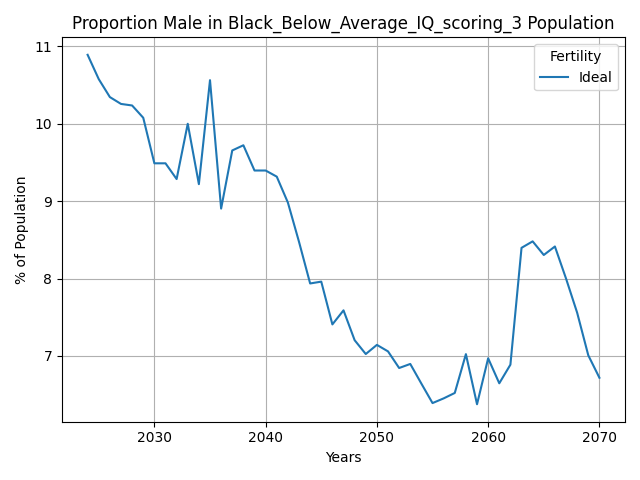 Proportion Male in Black_Below_Average_IQ_scoring_3 Population
Fertility
Ideal
11
10
9
8
7
% of Population
2030
2040
2050
2060
2070
Years